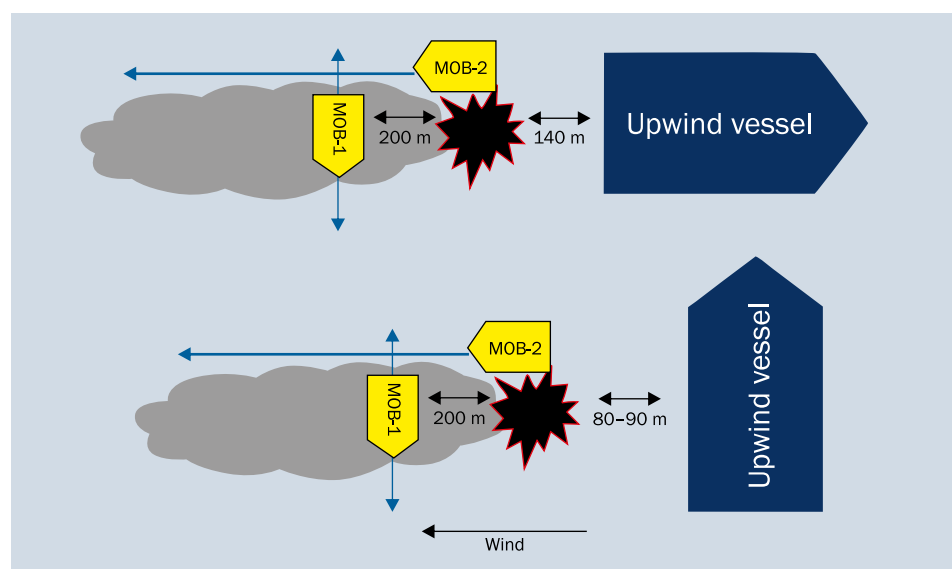 MOB-2
MOB-1
200 m
140 m
Upwind vessel
MOB-2
MOB-1
200 m
80–90 m
Upwind vessel
Wind